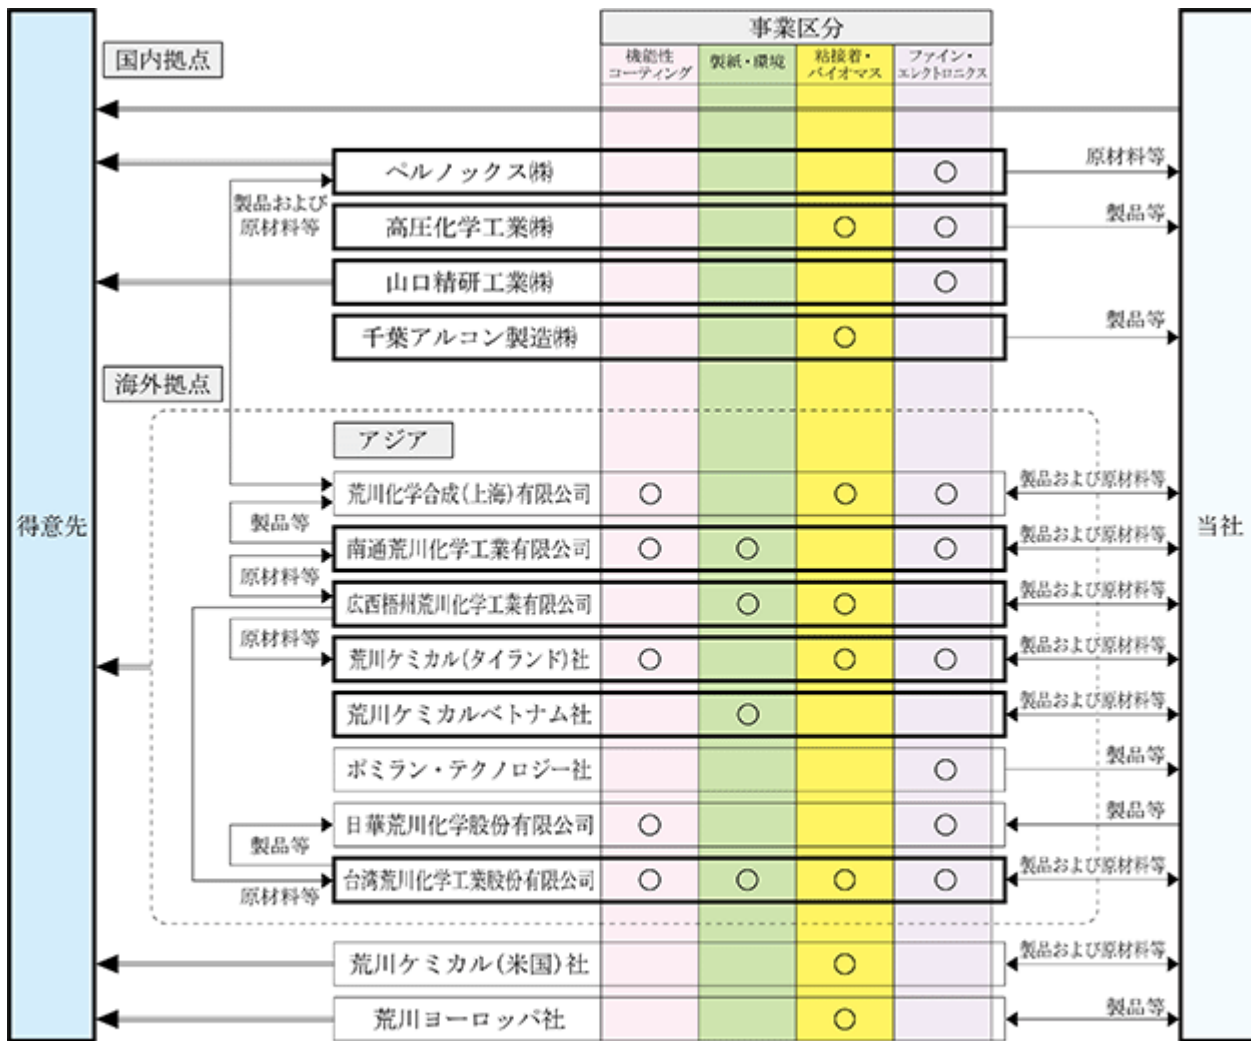 事業区分
国内拠点
機能性
コーティング
製紙・環境
粘接着・
バイオマス
ファイン・
エレクトロニクス
ペルノックス㈱
○
原材料等
製品および
原材料等
高圧化学工業㈱
○ ○
製品等
山口精研工業㈱
○
千葉アルコン製造㈱
○
製品等
海外拠点
アジア
荒川化学合成(上海)有限公司
○ ○ ○
製品および原材料等
製品等
得意先
当社
南通荒川化学工業有限公司
○ ○ ○
製品および原材料等
原材料等
広西梧州荒川化学工業有限公司
○ ○
製品および原材料等
原材料等
荒川ケミカル(タイランド)社
○ ○ ○
製品および原材料等
荒川ケミカルベトナム社
○
製品および原材料等
ポミラン・テクノロジー社
○
製品等
日華荒川化学股份有限公司
○ ○
製品等
製品等
台湾荒川化学工業股份有限公司
○ ○ ○ ○
製品および原材料等
原材料等
荒川ケミカル(米国)社
○
製品および原材料等
荒川ヨーロッパ社
○
製品等